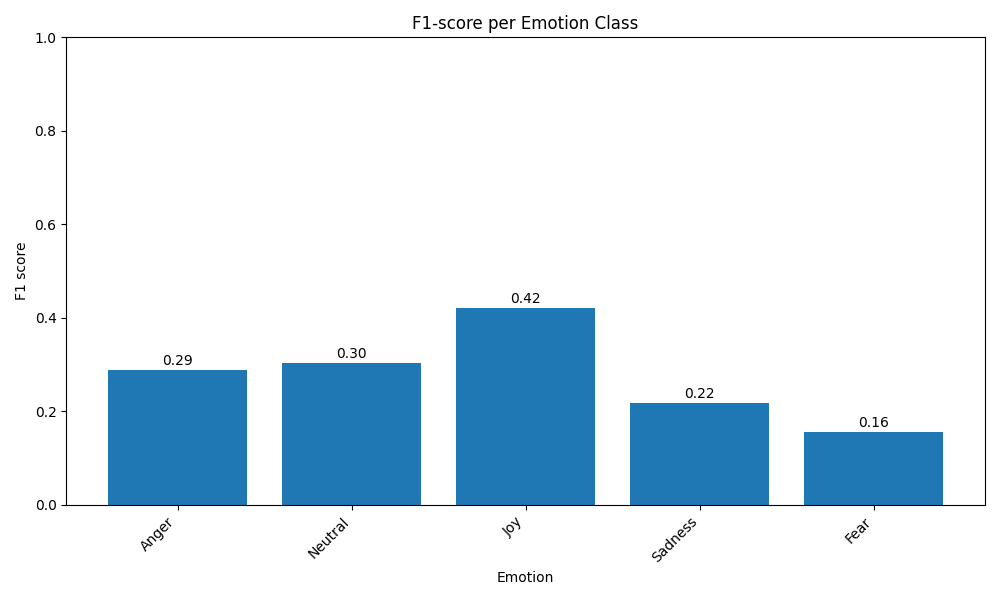 F1-score per Emotion Class
1.0
0.8
0.6
0.4
0.2
0.0
F1 score
0.29
0.30
0.42
0.22
0.16
Anger
Neutral
Joy
Sadness
Fear
Emotion